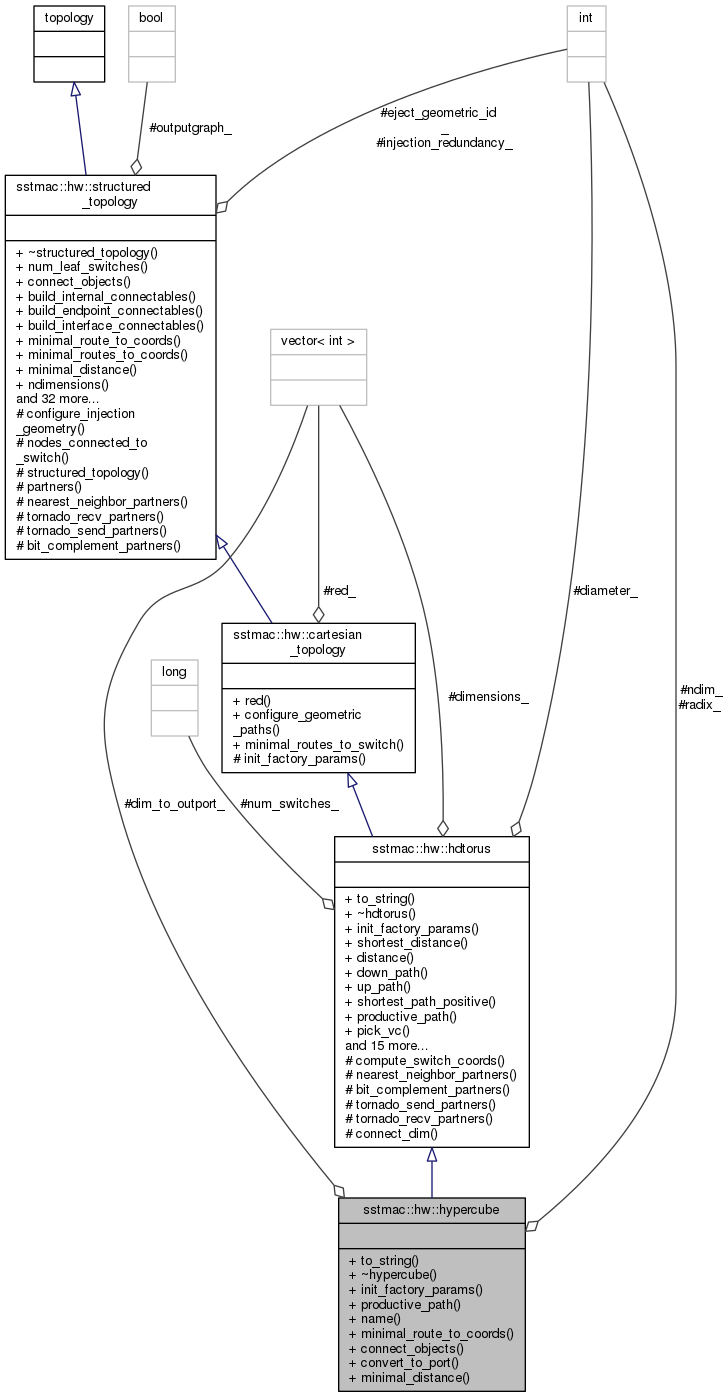 topology
bool
int
#outputgraph_
#eject_geometric_id
_
#injection_redundancy_
sstmac::hw::structured
_topology
+ ~structured_topology()
+ num_leaf_switches()
+ connect_objects()
+ build_internal_connectables()
+ build_endpoint_connectables()
+ build_interface_connectables()
+ minimal_route_to_coords()
+ minimal_routes_to_coords()
+ minimal_distance()
+ ndimensions()
and 32 more...
# configure_injection
_geometry()
# nodes_connected_to
_switch()
# structured_topology()
# partners()
# nearest_neighbor_partners()
# tornado_recv_partners()
# tornado_send_partners()
# bit_complement_partners()
vector< int >
#red_
#diameter_
sstmac::hw::cartesian
_topology
+ red()
+ configure_geometric
_paths()
+ minimal_routes_to_switch()
# init_factory_params()
long
#dimensions_
#ndim_
#radix_
#dim_to_outport_
#num_switches_
sstmac::hw::hdtorus
+ to_string()
+ ~hdtorus()
+ init_factory_params()
+ shortest_distance()
+ distance()
+ down_path()
+ up_path()
+ shortest_path_positive()
+ productive_path()
+ pick_vc()
and 15 more...
# compute_switch_coords()
# nearest_neighbor_partners()
# bit_complement_partners()
# tornado_send_partners()
# tornado_recv_partners()
# connect_dim()
sstmac::hw::hypercube
+ to_string()
+ ~hypercube()
+ init_factory_params()
+ productive_path()
+ name()
+ minimal_route_to_coords()
+ connect_objects()
+ convert_to_port()
+ minimal_distance()